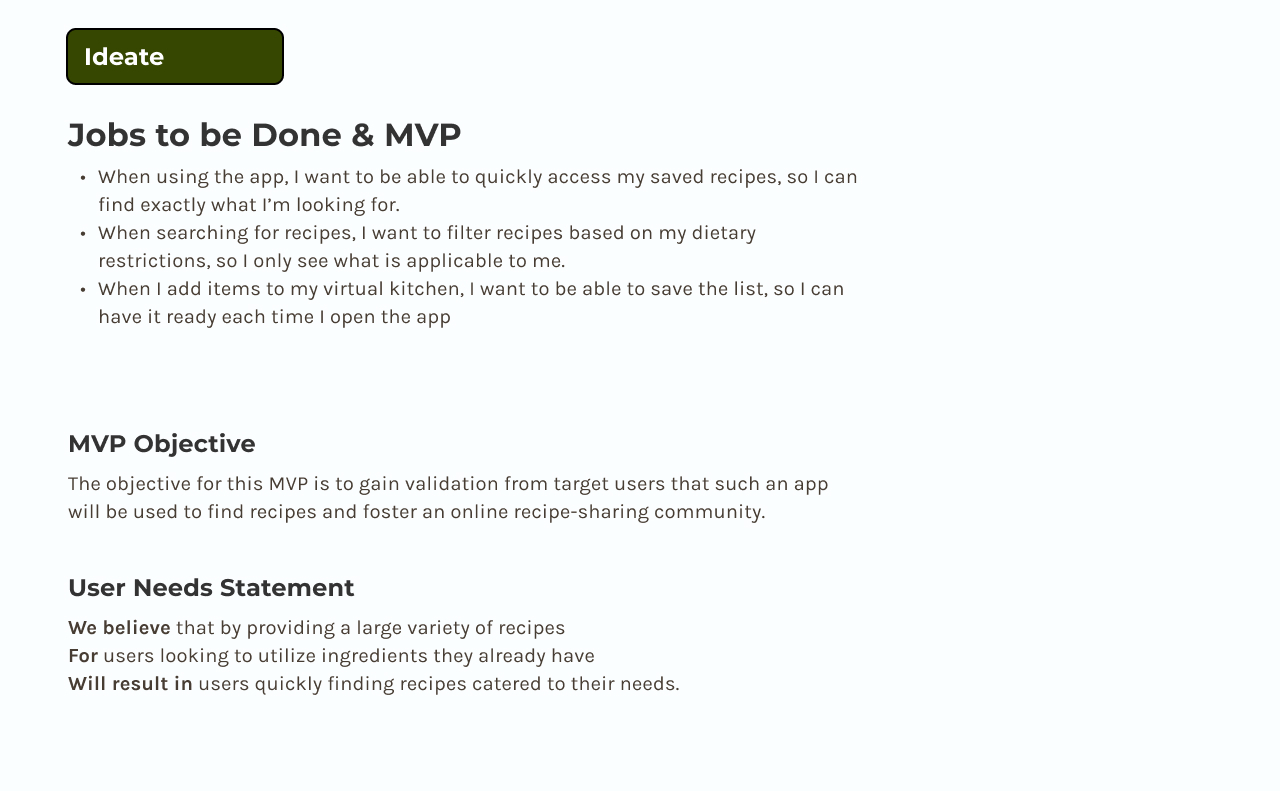 Ideate
Jobs to be Done & MVP
• When using the app, I want to be able to quickly access my saved recipes, so I can
find exactly what I’m looking for.
• When searching for recipes, I want to filter recipes based on my dietary
restrictions, so I only see what is applicable to me.
• When I add items to my virtual kitchen, I want to be able to save the list, so I can
have it ready each time I open the app
MVP Objective
The objective for this MVP is to gain validation from target users that such an app
will be used to find recipes and foster an online recipe-sharing community.
User Needs Statement
We believe that by providing a large variety of recipes
For users looking to utilize ingredients they already have
Will result in users quickly finding recipes catered to their needs.